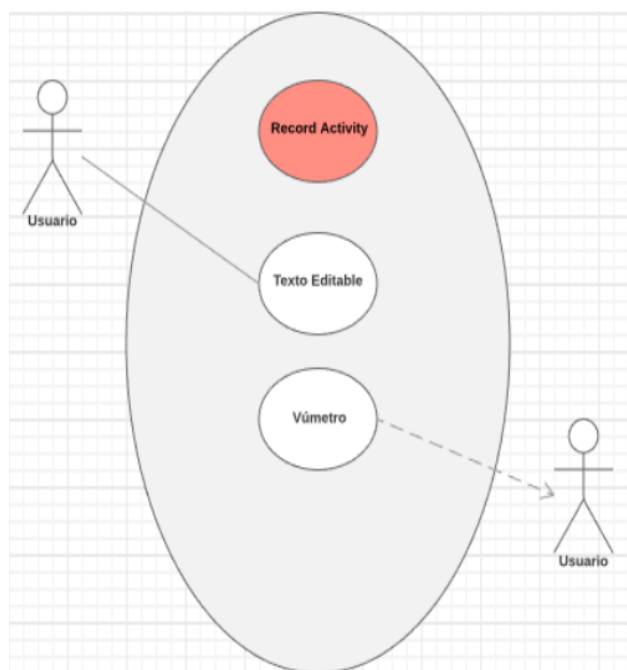 Record Activity
Usuario
Texto Editable
Vúmetro
Usuario